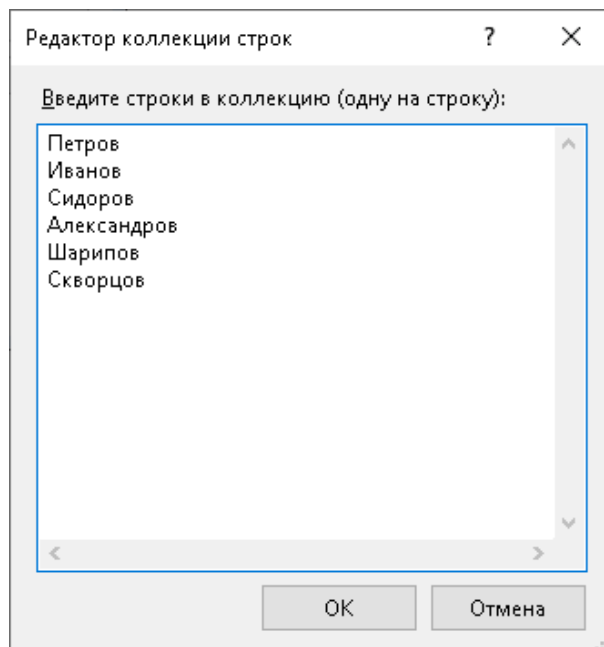 Редактор коллекции строк ?
Введите строки в коллекцию (одну на строку):
Петров
Иванов
Сидоров
Александров
Шарипов
Скворцов
OK Отмена